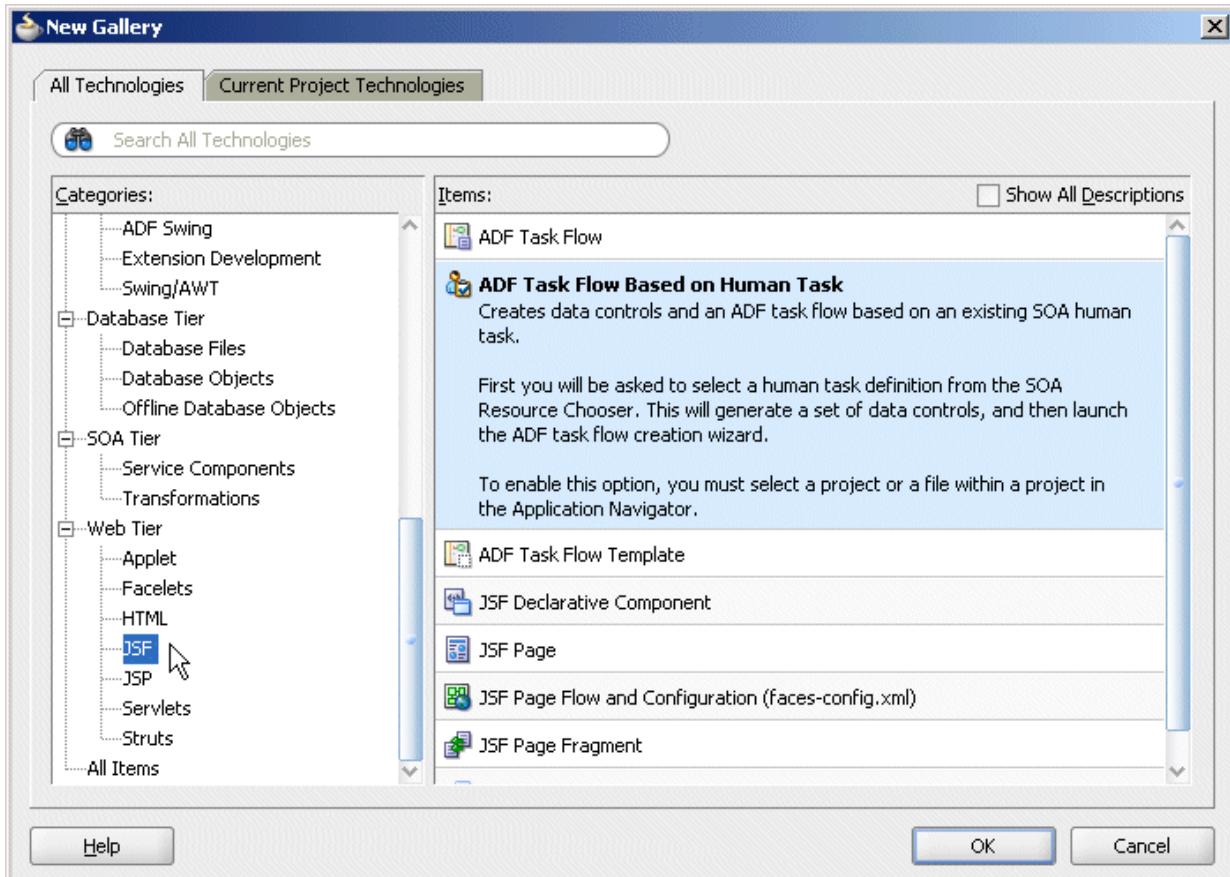 New Gallery
All Technologies
Current Project Technologies
Search All Technologies
Categories:
ADF Swing
Extension Development
Swing/AWT
Database Tier
Database Files
Database Objects
Offline Database Objects
SOA Tier
Service Components
Transformations
Web Tier
Applet
Facelets
HTML
JSF
JSP
Servlets
Struts
All Items
Items:
Show All Descriptions
ADF Task Flow
ADF Task Flow Based on Human Task
Creates data controls and an ADF task flow based on an existing SOA human
task.
First you will be asked to select a human task definition from the SOA
Resource Chooser. This will generate a set of data controls, and then launch
the ADF task flow creation wizard.
To enable this option, you must select a project or a file within a project in
the Application Navigator.
ADF Task Flow Template
JSF Declarative Component
JSF Page
JSF Page Flow and Configuration (faces-config.xml)
JSF Page Fragment
Help
OK
Cancel